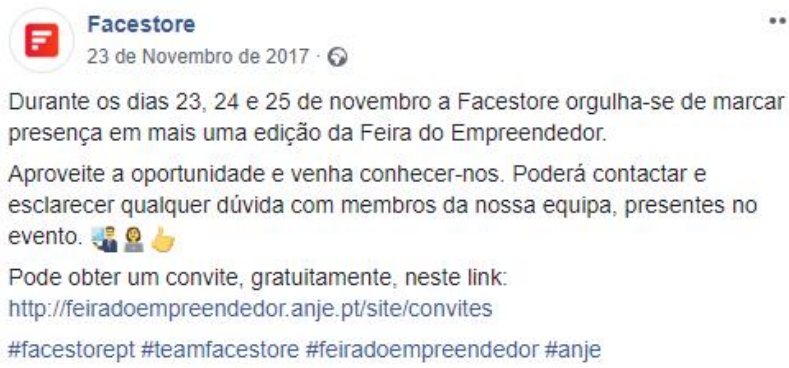 Facestore
23 de Novembro de 2017 ·
Durante os dias 23, 24 e 25 de novembro a Facestore orgulha-se de marcar
presença em mais uma edição da Feira do Empreendedor.
Aproveite a oportunidade e venha conhecer-nos. Poderá contactar e
esclarecer qualquer dúvida com membros da nossa equipa, presentes no
evento. 👨‍💼👩‍💻👍
Pode obter um convite, gratuitamente, neste link:
http://feiradoempreendedor.anje.pt/site/convites
#facestorept #teamfacestore #feiradoempreendedor #anje